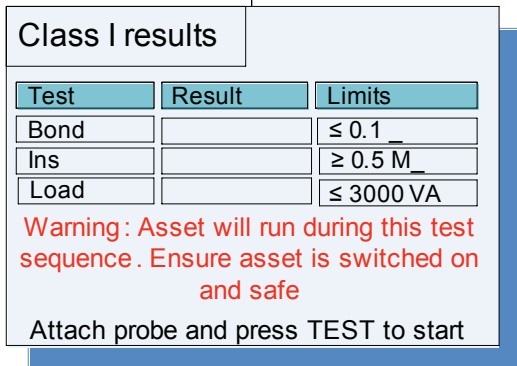 Class I results
Test Result Limits
Bond ≤ 0.1 _
Ins ≥ 0.5 M_
Load ≤ 3000 VA
Warning : Asset will run during this test
sequence . Ensure asset is switched on
and safe
Attach probe and press TEST to start